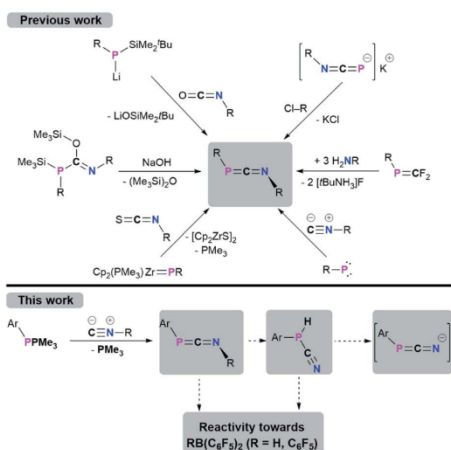 Previous work
R
P
SiMe₂ᵗBu
Li
O=C=N
R
- LiOSiMe₂tBu
[R N=C=P⊖] K⊕
Cl–R
- KCl
Me₃Si
O
Me₃Si
P
C
N
R
R
NaOH
- (Me₃Si)₂O
R
P=C=N
R
+ 3 H₂NR
- 2 [tBuNH₃]F
R
P=CF₂
S=C=N
R
- [Cp₂ZrS]₂
- PMe₃
Cp₂(PMe₃)Zr=PR
⊖ ⊕
C≡N–R
R–P:
This work
Ar
PPMe₃
⊖ ⊕
C≡N–R
- PMe₃
Ar
P=C=N
R
H
Ar–P
C
N
[Ar P=C=N⊖]
Reactivity towards
RB(C₆F₅)₂ (R = H, C₆F₅)